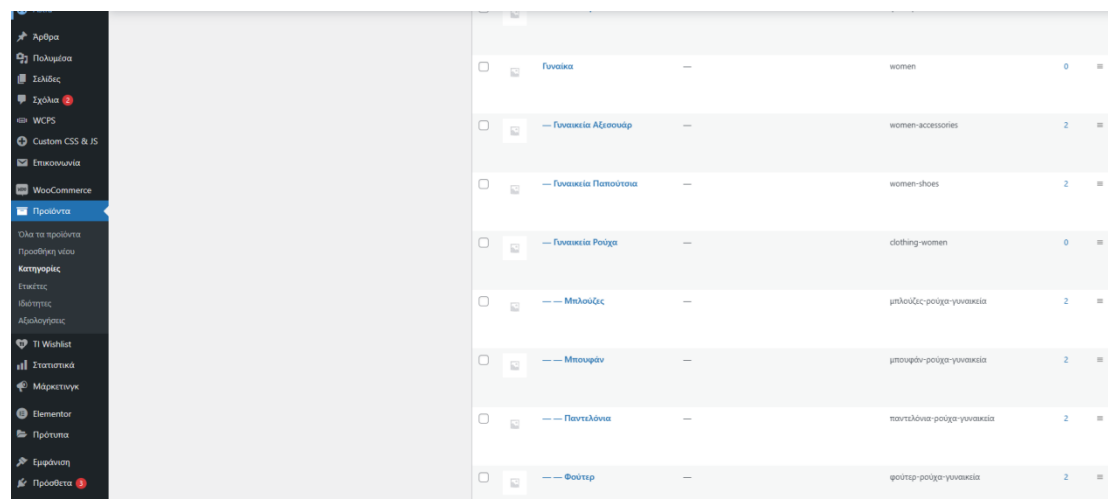 Άρθρα
Πολυμέσα
Σελίδες
Σχόλια 2
WCPS
Custom CSS & JS
Επικοινωνία
WooCommerce
Προϊόντα
Όλα τα προϊόντα
Προσθήκη νέου
Κατηγορίες
Ετικέτες
Ιδιότητες
Αξιολογήσεις
TI Wishlist
Στατιστικά
Μάρκετινγκ
Elementor
Πρότυπα
Εμφάνιση
Πρόσθετα 3
Γυναίκα — women 0
— Γυναικεία Αξεσουάρ — women-accessories 2
— Γυναικεία Παπούτσια — women-shoes 2
— Γυναικεία Ρούχα — clothing-women 0
— — Μπλούζες — μπλούζες-ρούχα-γυναικεία 2
— — Μπουφάν — μπουφάν-ρούχα-γυναικεία 2
— — Παντελόνια — παντελόνια-ρούχα-γυναικεία 2
— — Φούτερ — φούτερ-ρούχα-γυναικεία 2